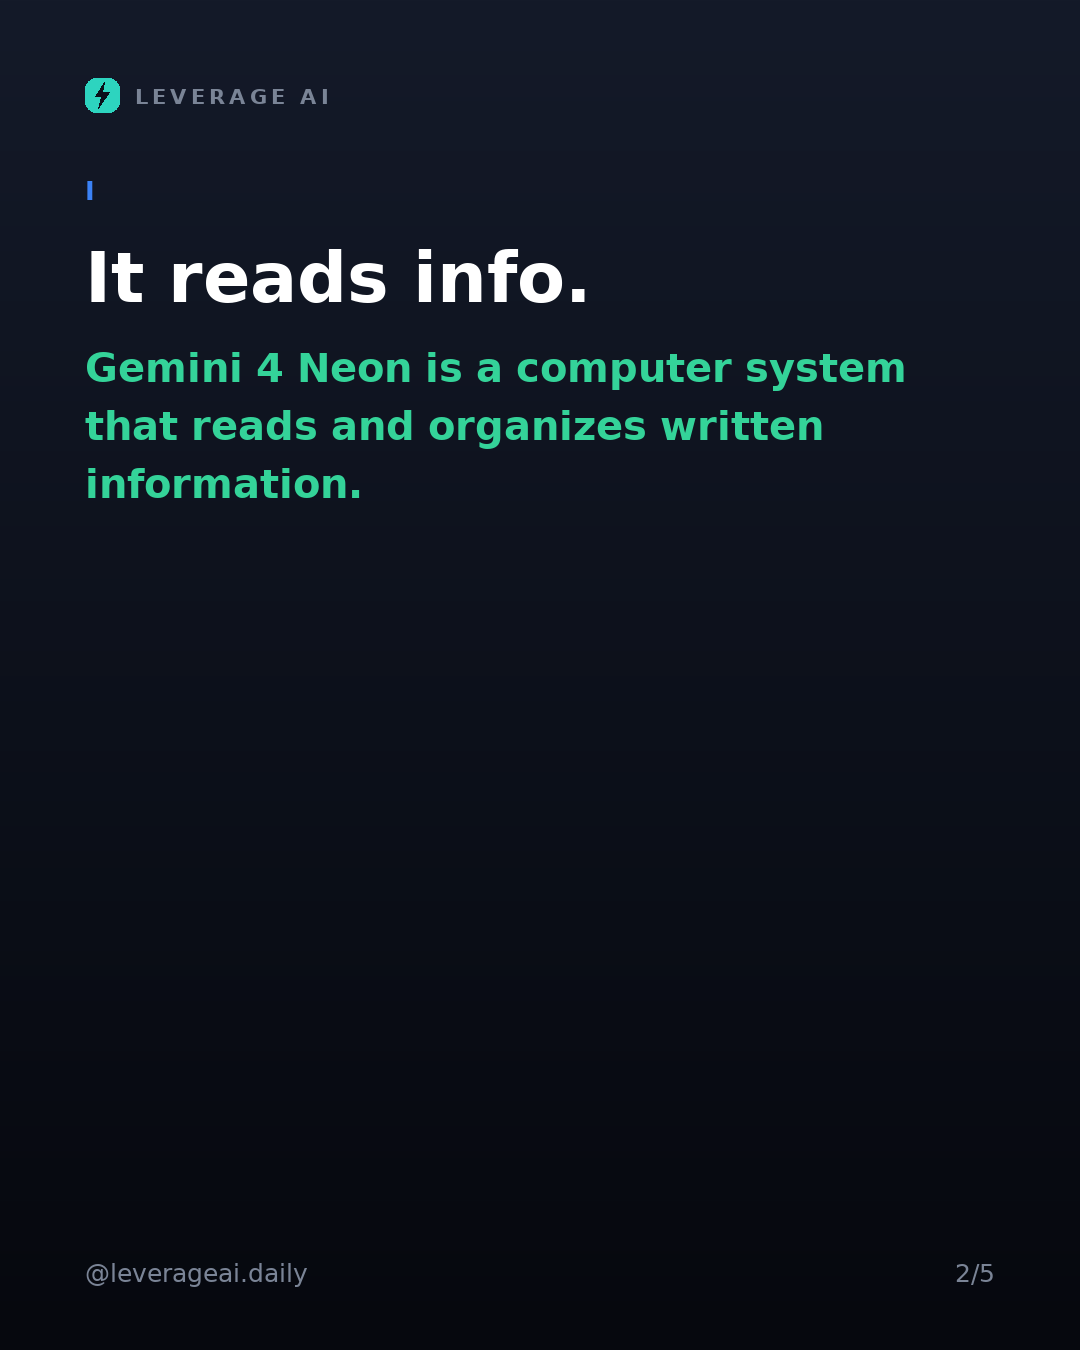 LEVERAGE AI
I
It reads info.
Gemini 4 Neon is a computer system
that reads and organizes written
information.
@leverageai.daily
2/5